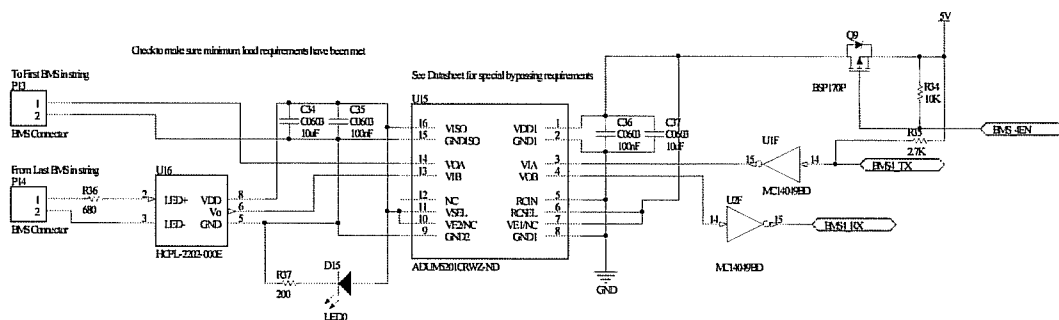 Check to make sure minimum load requirements have been met
To First BMS in string
P13
1
2
BMS Connector
From Last BMS in string
P14
1
2
BMS Connector
R36
680
U16
2
3
LED+
LED-
VDD
Vo
GND
8
6
5
HCPL-2202-000E
C34
C0603
10uF
C35
C0603
100nF
R37
200
D15
LED0
See Datasheet for special bypassing requirements
U15
16
15
14
13
12
11
10
9
VISO
GNDISO
VOA
VIB
NC
VSEL
VE2/NC
GND2
VDD1
GND1
VIA
VOB
RCIN
RCSEL
VE1/NC
GND1
1
2
3
4
5
6
7
8
ADUM5201CRWZ-ND
C36
C0603
100nF
C37
C0603
10uF
GND
Q9
BSP170P
5V
R34
10K
R35
2.7K
BMS_4EN
U1F
15
14
MC14049BD
BMS4_TX
U2F
14
15
MC14049BD
BMS4_RX